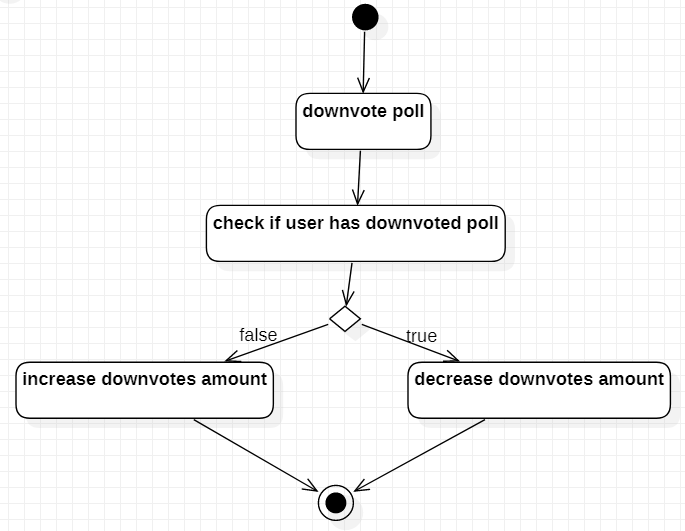 downvote poll
check if user has downvoted poll
false
true
increase downvotes amount
decrease downvotes amount